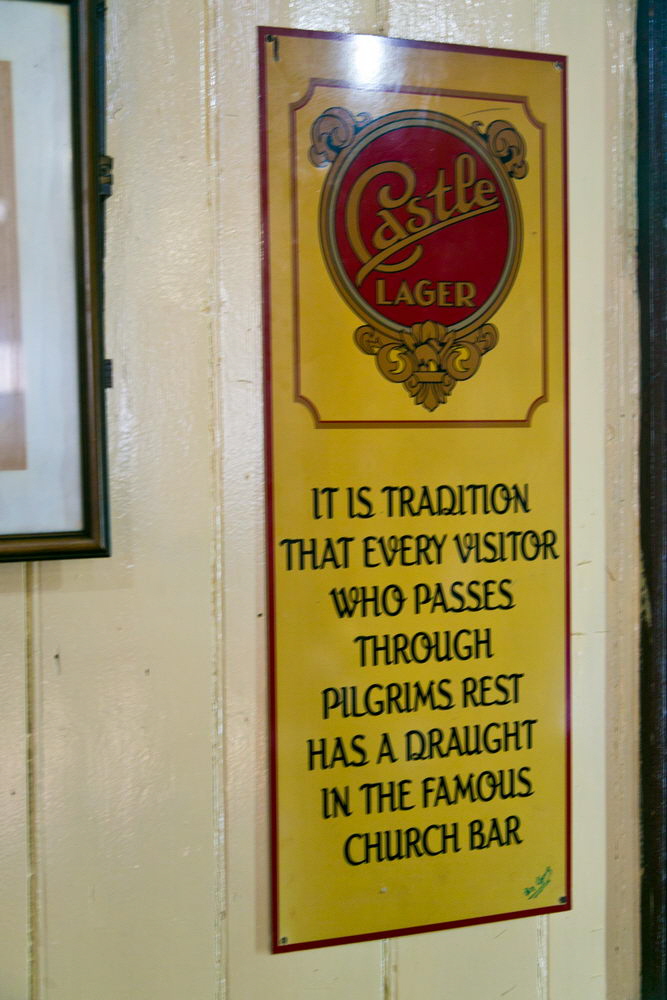 Castle
LAGER
IT IS TRADITION
THAT EVERY VISITOR
WHO PASSES
THROUGH
PILGRIMS REST
HAS A DRAUGHT
IN THE FAMOUS
CHURCH BAR